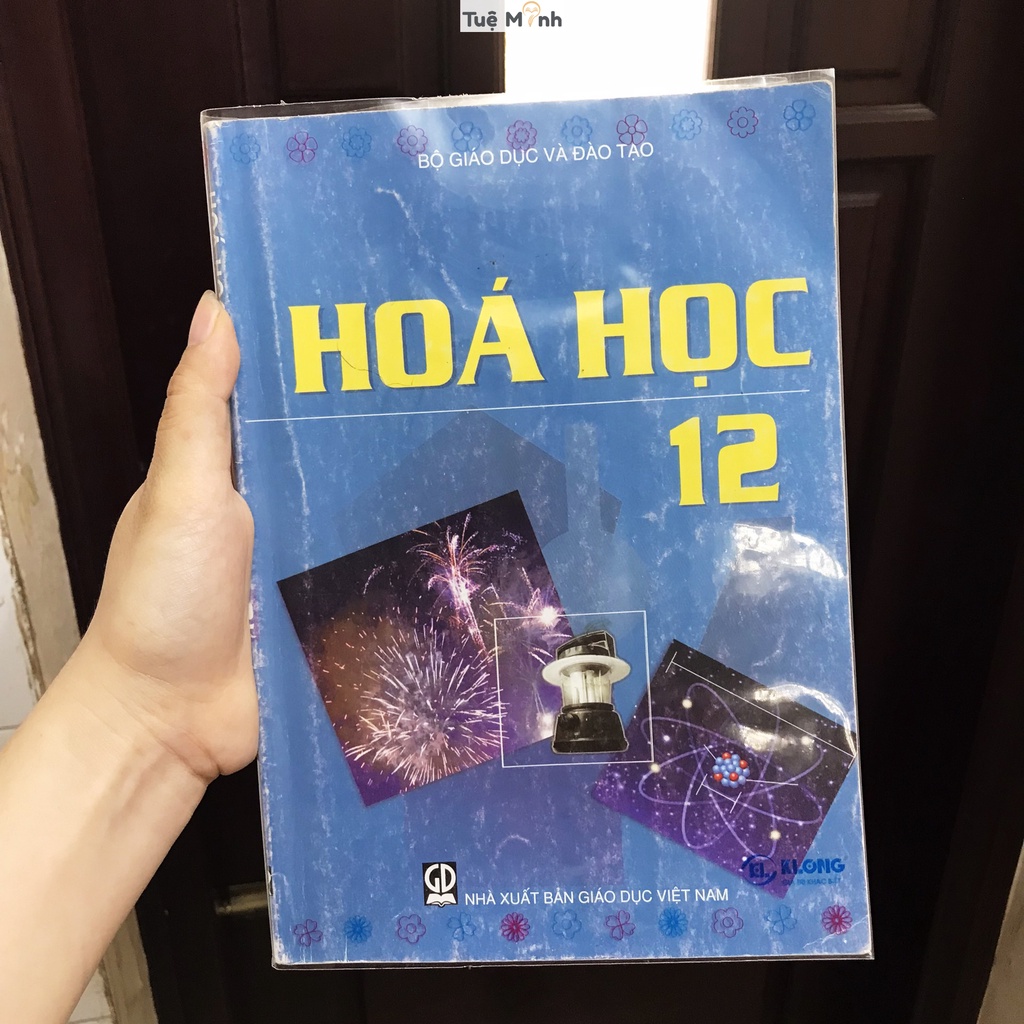 Tuệ Minh
BỘ GIÁO DỤC VÀ ĐÀO TẠO
HOÁ HỌC
12
KLONG
GD
NHÀ XUẤT BẢN GIÁO DỤC VIỆT NAM